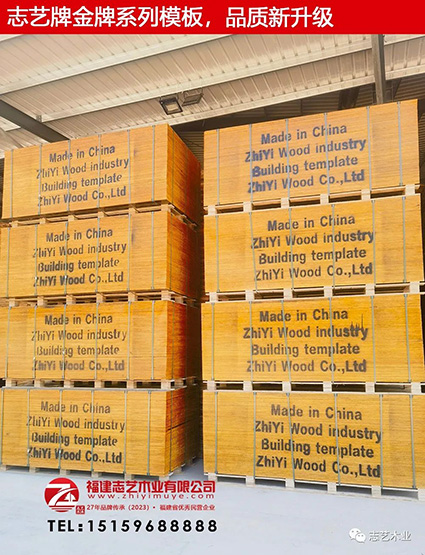 志艺牌金牌系列模板，品质新升级
Made in China
ZhiYi Wood industry
Building template
ZhiYi Wood Co.,Ltd
Made in China
ZhiYi Wood industry
Building template
ZhiYi Wood Co.,Ltd
Made in China
ZhiYi Wood industry
Building template
ZhiYi Wood Co.,Ltd
Made in China
ZhiYi Wood industry
Building template
ZhiYi Wood Co.,Ltd
Made in China
ZhiYi Wood industry
Building template
ZhiYi Wood Co.,Ltd
Made in China
ZhiYi Wood industry
Building template
ZhiYi Wood Co.,Ltd
Made in China
ZhiYi Wood industry
Building template
ZhiYi Wood Co.,Ltd
Made in China
ZhiYi Wood industry
Building template
ZhiYi Wood Co.,Ltd
福建志艺木业有限公司
www.zhiyimuye.com
27年品牌传承（2023）·福建省优秀民营企业
TEL:15159688888
志艺木业